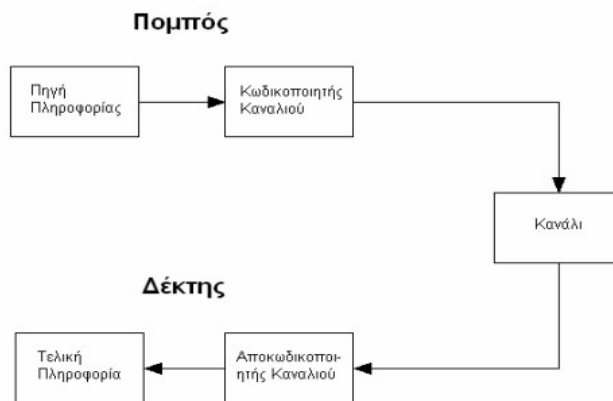 Πομπός
Πηγή
Πληροφορίας
Κωδικοποιητής
Καναλιού
Κανάλι
Δέκτης
Τελική
Πληροφορία
Αποκωδικοποι-
ητής Καναλιού